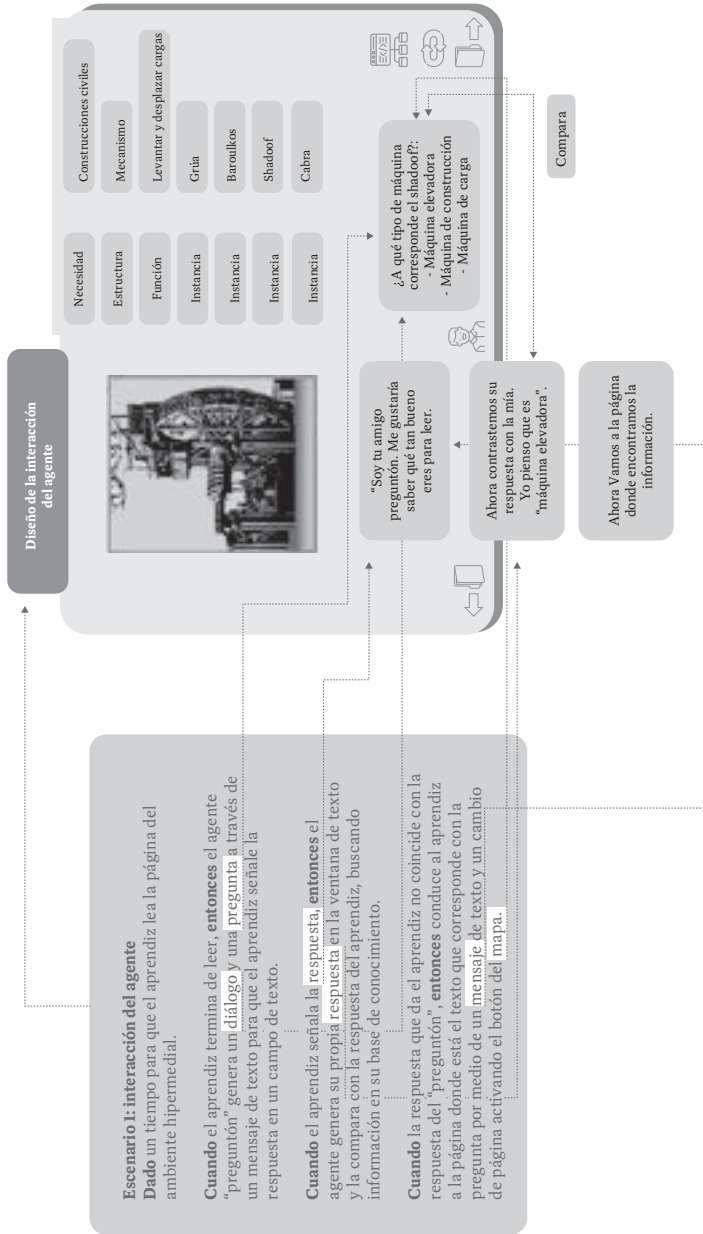 Escenario 1: interacción del agente
Dado un tiempo para que el aprendiz lea la página del
ambiente hipermedial.
Cuando el aprendiz termina de leer, entonces el agente
"preguntón" genera un diálogo y una pregunta a través de
un mensaje de texto para que el aprendiz señale la
respuesta en un campo de texto.
Cuando el aprendiz señala la respuesta, entonces el
agente genera su propia respuesta en la ventana de texto
y la compara con la respuesta del aprendiz, buscando
información en su base de conocimiento.
Cuando la respuesta que da el aprendiz no coincide con la
respuesta del "preguntón", entonces conduce al aprendiz
a la página donde está el texto que corresponde con la
pregunta por medio de un mensaje de texto y un cambio
de página activando el botón del mapa.
Diseño de la interacción
del agente
Necesidad
Construcciones civiles
Estructura
Mecanismo
Función
Levantar y desplazar cargas
Instancia
Grúa
Instancia
Baroulkos
Instancia
Shadoof
Instancia
Cabra
"Soy tu amigo
preguntón. Me gustaría
saber qué tan bueno
eres para leer.
¿A qué tipo de máquina
corresponde el shadoof?:
- Máquina elevadora
- Máquina de construcción
- Máquina de carga
Ahora contrastemos su
respuesta con la mía.
Yo pienso que es
"máquina elevadora".
Compara
Ahora Vamos a la página
donde encontramos la
información.